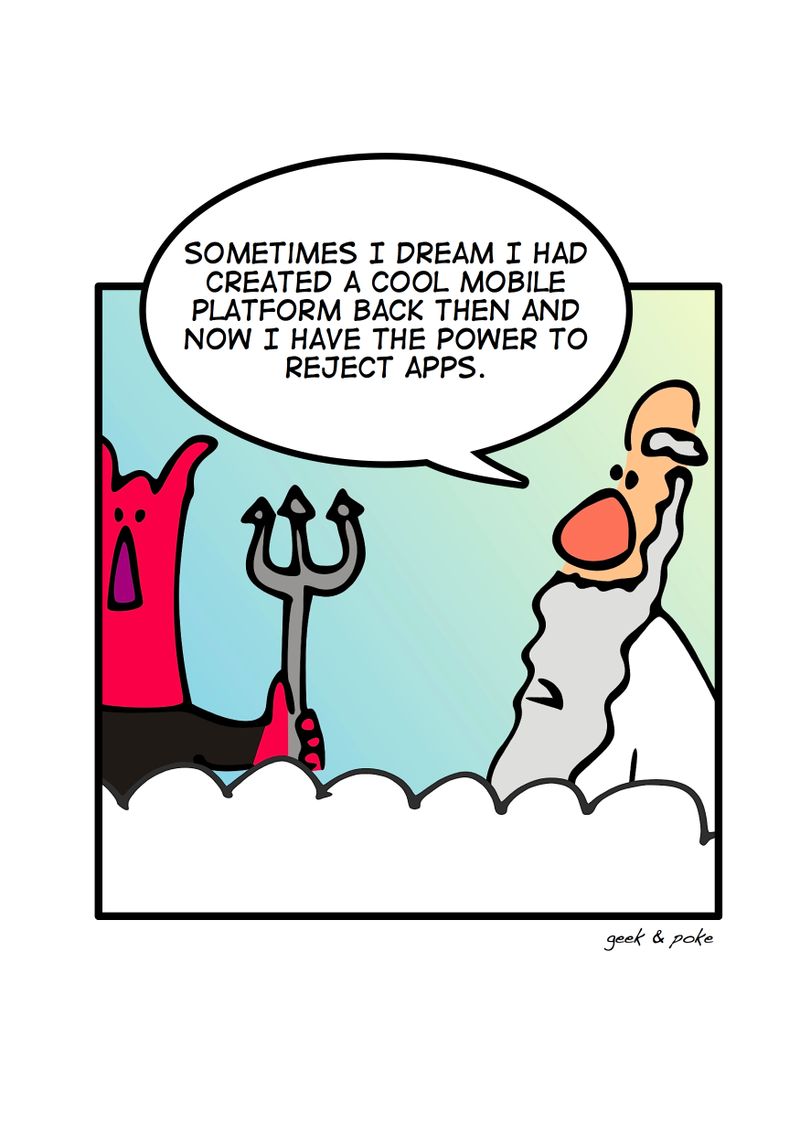 SOMETIMES I DREAM I HAD
CREATED A COOL MOBILE
PLATFORM BACK THEN AND
NOW I HAVE THE POWER TO
REJECT APPS.
geek & poke